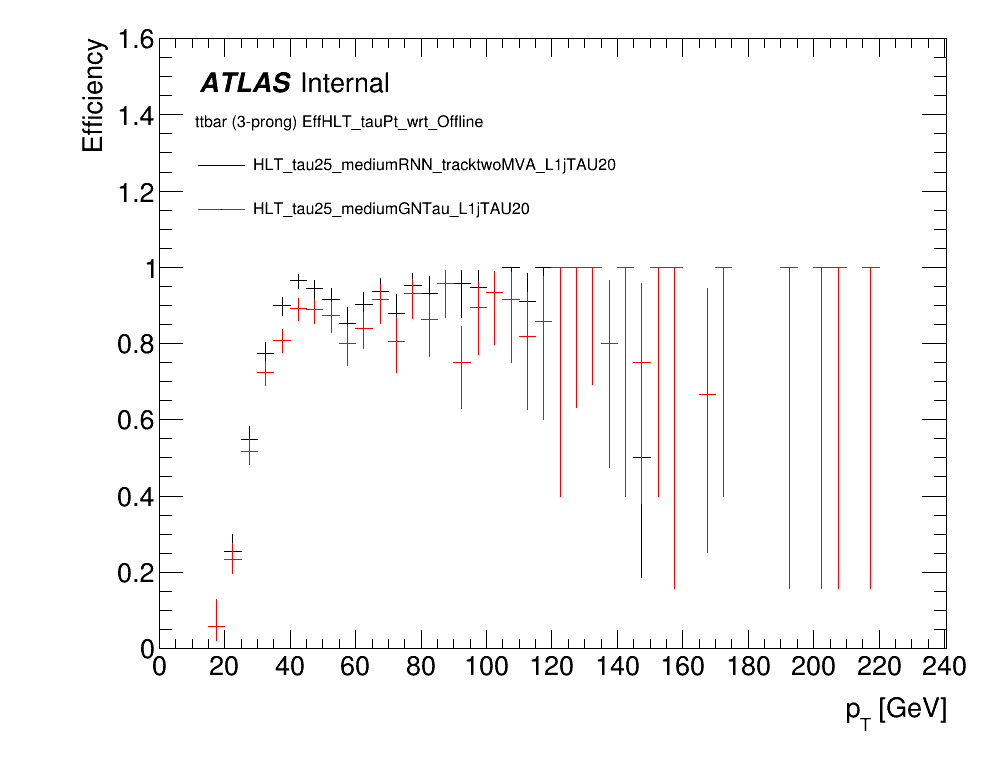 Efficiency
1.6
1.4
1.2
1
0.8
0.6
0.4
0.2
0
ATLAS Internal
ttbar (3-prong) EffHLT_tauPt_wrt_Offline
HLT_tau25_mediumRNN_tracktwoMVA_L1jTAU20
HLT_tau25_mediumGNTau_L1jTAU20
0 20 40 60 80 100 120 140 160 180 200 220 240
pT [GeV]